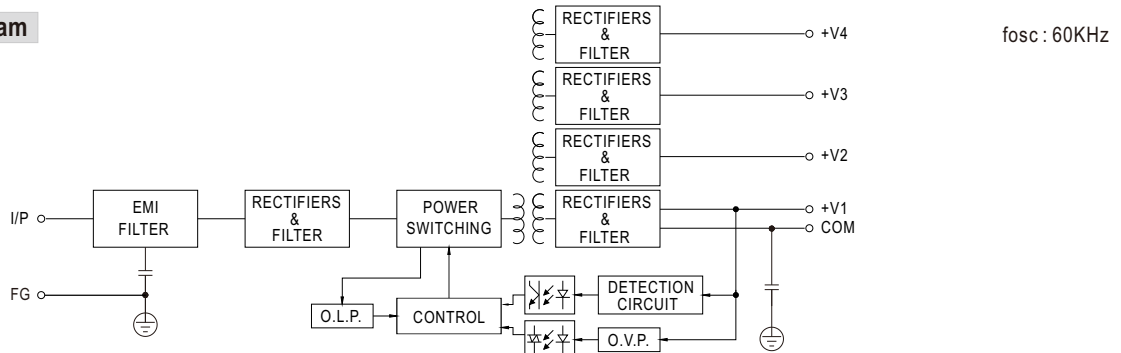 am
fosc : 60KHz
RECTIFIERS
&
FILTER
+V4
RECTIFIERS
&
FILTER
+V3
RECTIFIERS
&
FILTER
+V2
I/P
EMI
FILTER
RECTIFIERS
&
FILTER
POWER
SWITCHING
RECTIFIERS
&
FILTER
+V1
COM
FG
O.L.P.
CONTROL
DETECTION
CIRCUIT
O.V.P.